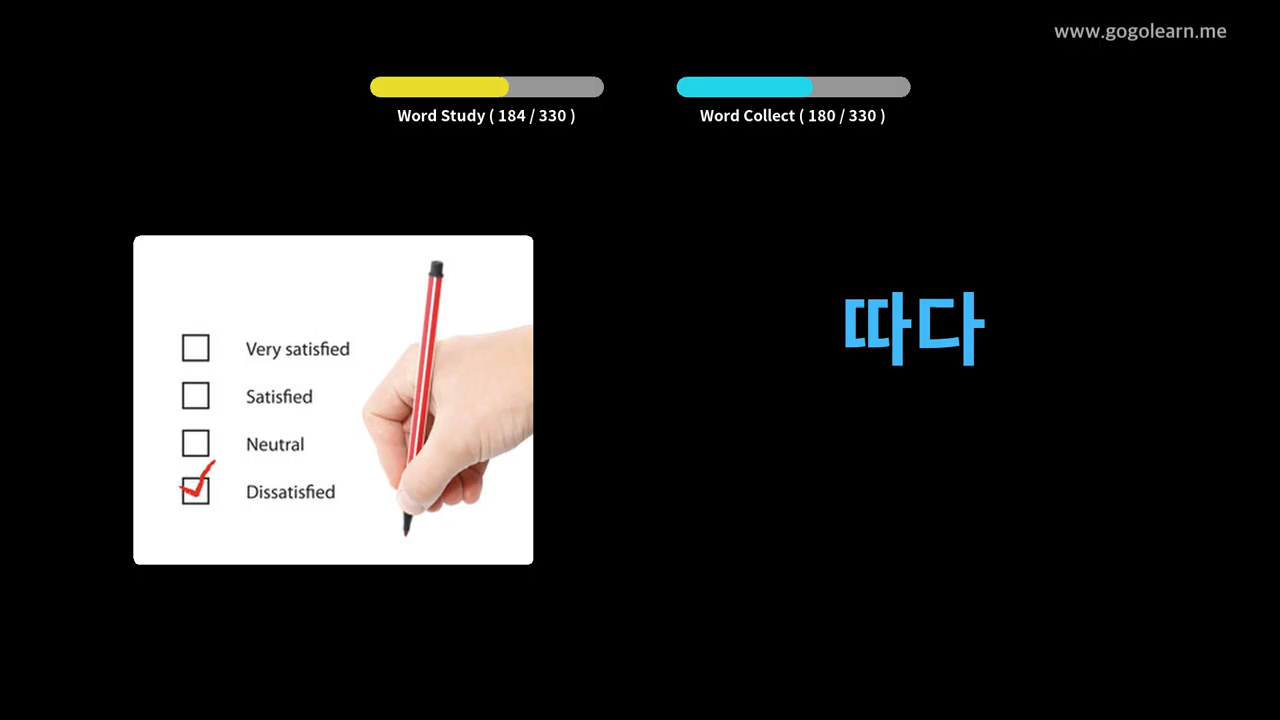 www.gogolearn.me
Word Study ( 184 / 330 )
Word Collect ( 180 / 330 )
Very satisfied
Satisfied
Neutral
Dissatisfied
따다